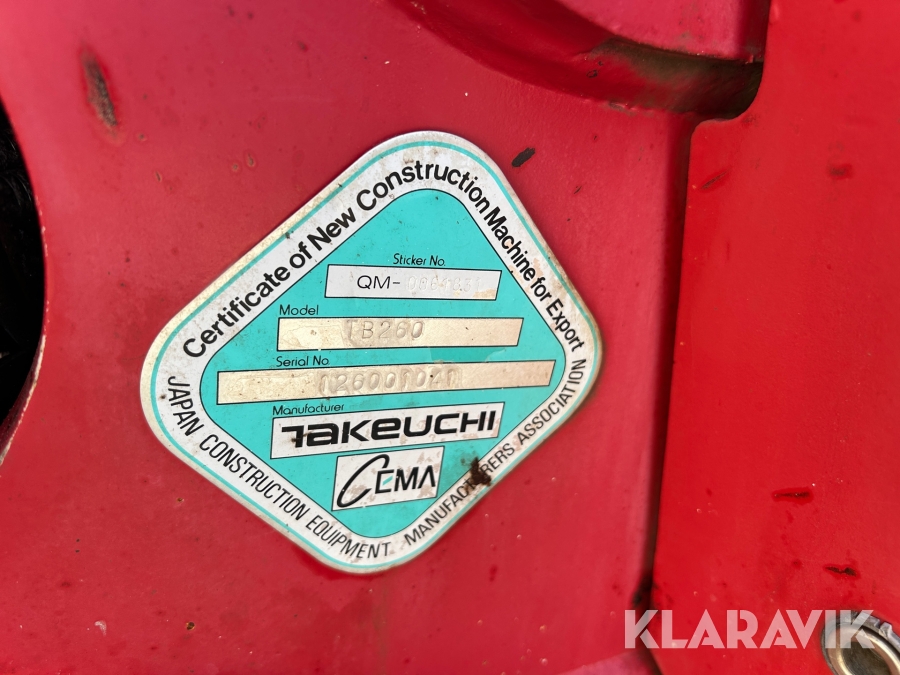 Certificate of New Construction Machine for Export
Sticker No.
QM-
Model
TB260
Serial No
126001041
Manufacturer
TAKEUCHI
CEMA
JAPAN CONSTRUCTION EQUIPMENT MANUFACTURERS ASSOCIATION
KLARAVIK